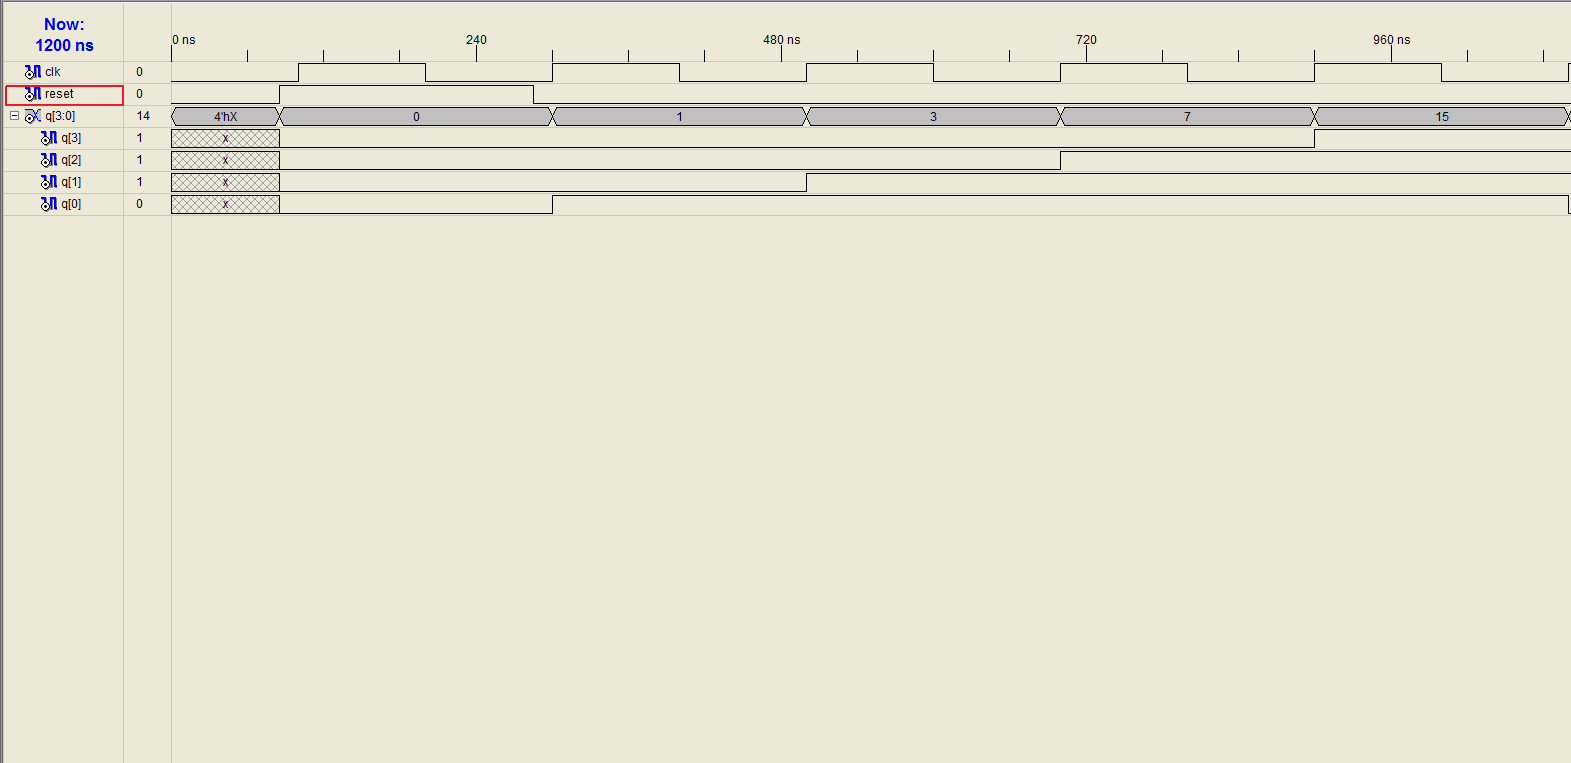 Now:
1200 ns
0 ns 240 480 ns 720 960 ns
clk 0
reset 0
q[3:0] 14 4'hX 0 1 3 7 15
q[3] 1 x
q[2] 1 x
q[1] 1 x
q[0] 0 x